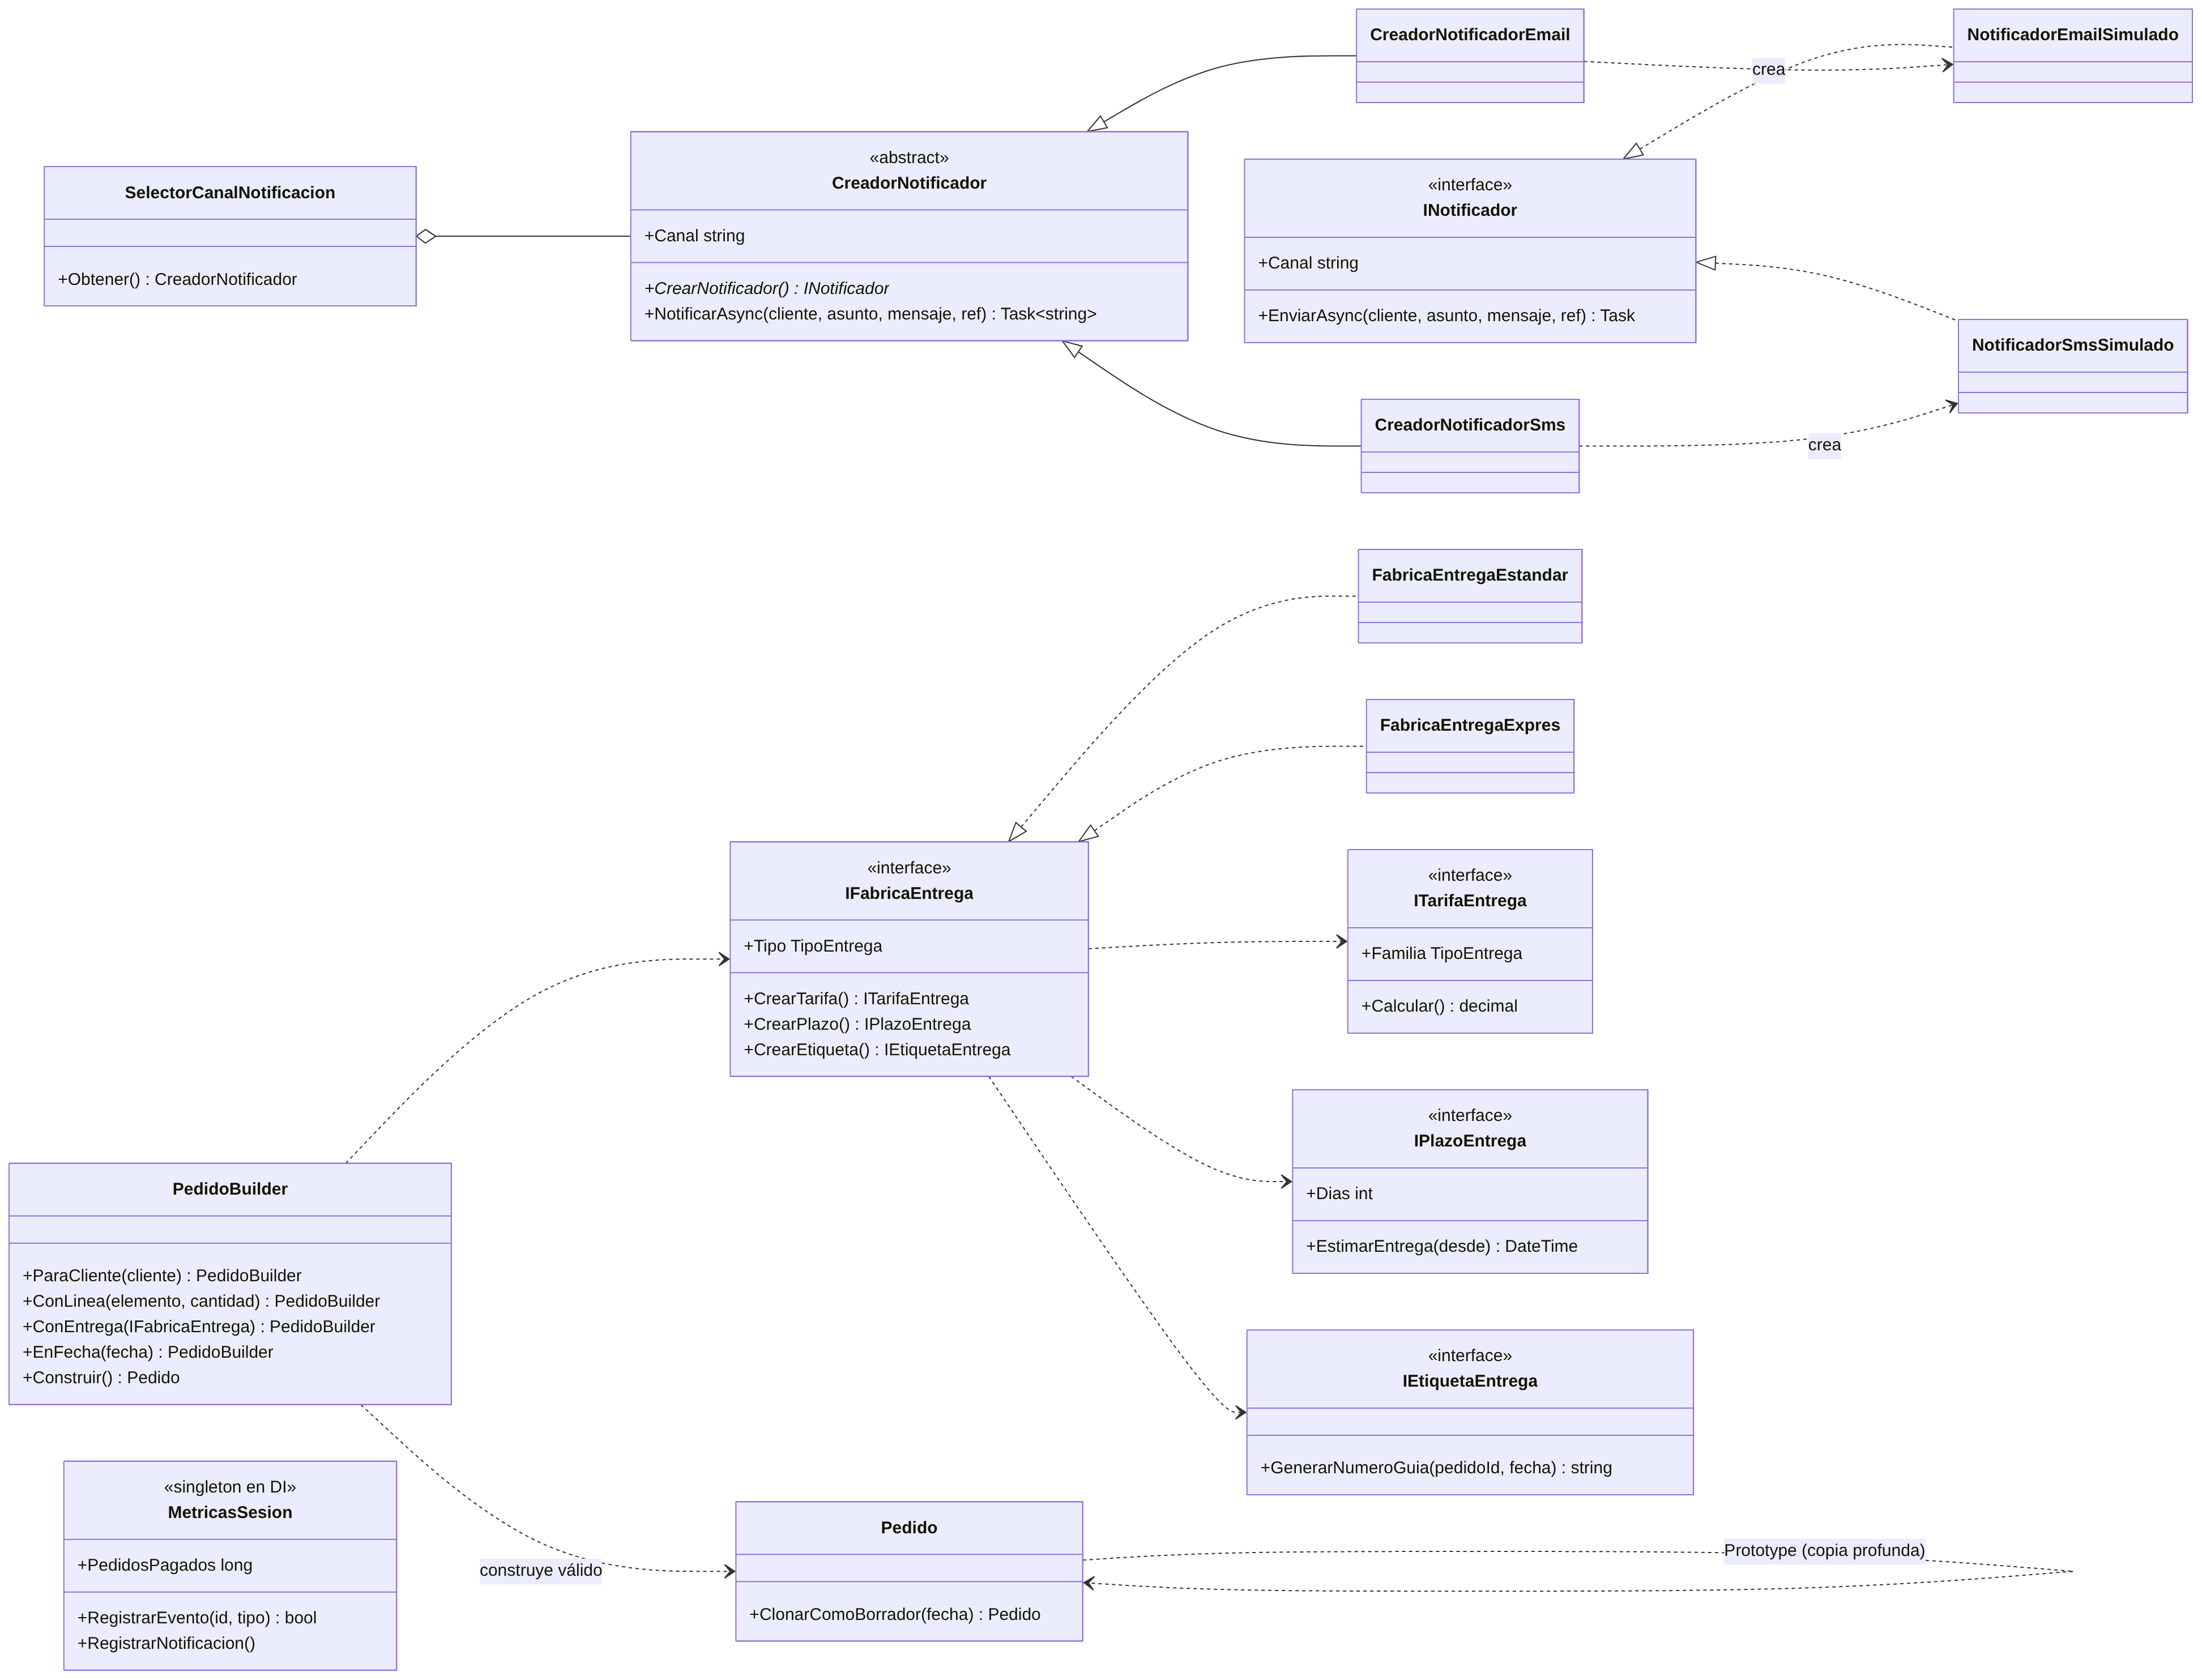 CreadorNotificadorEmail
NotificadorEmailSimulado
crea
«abstract»
CreadorNotificador
+Canal string
+CrearNotificador() : INotificador
+NotificarAsync(cliente, asunto, mensaje, ref) : Task<string>
SelectorCanalNotificacion
+Obtener() : CreadorNotificador
«interface»
INotificador
+Canal string
+EnviarAsync(cliente, asunto, mensaje, ref) : Task
NotificadorSmsSimulado
CreadorNotificadorSms
crea
FabricaEntregaEstandar
FabricaEntregaExpres
«interface»
IFabricaEntrega
+Tipo TipoEntrega
+CrearTarifa() : ITarifaEntrega
+CrearPlazo() : IPlazoEntrega
+CrearEtiqueta() : IEtiquetaEntrega
«interface»
ITarifaEntrega
+Familia TipoEntrega
+Calcular() : decimal
«interface»
IPlazoEntrega
+Dias int
+EstimarEntrega(desde) : DateTime
PedidoBuilder
+ParaCliente(cliente) : PedidoBuilder
+ConLinea(elemento, cantidad) : PedidoBuilder
+ConEntrega(IFabricaEntrega) : PedidoBuilder
+EnFecha(fecha) : PedidoBuilder
+Construir() : Pedido
«interface»
IEtiquetaEntrega
+GenerarNumeroGuia(pedidoId, fecha) : string
«singleton en DI»
MetricasSesion
+PedidosPagados long
+RegistrarEvento(id, tipo) : bool
+RegistrarNotificacion()
construye válido
Pedido
+ClonarComoBorrador(fecha) : Pedido
Prototype (copia profunda)